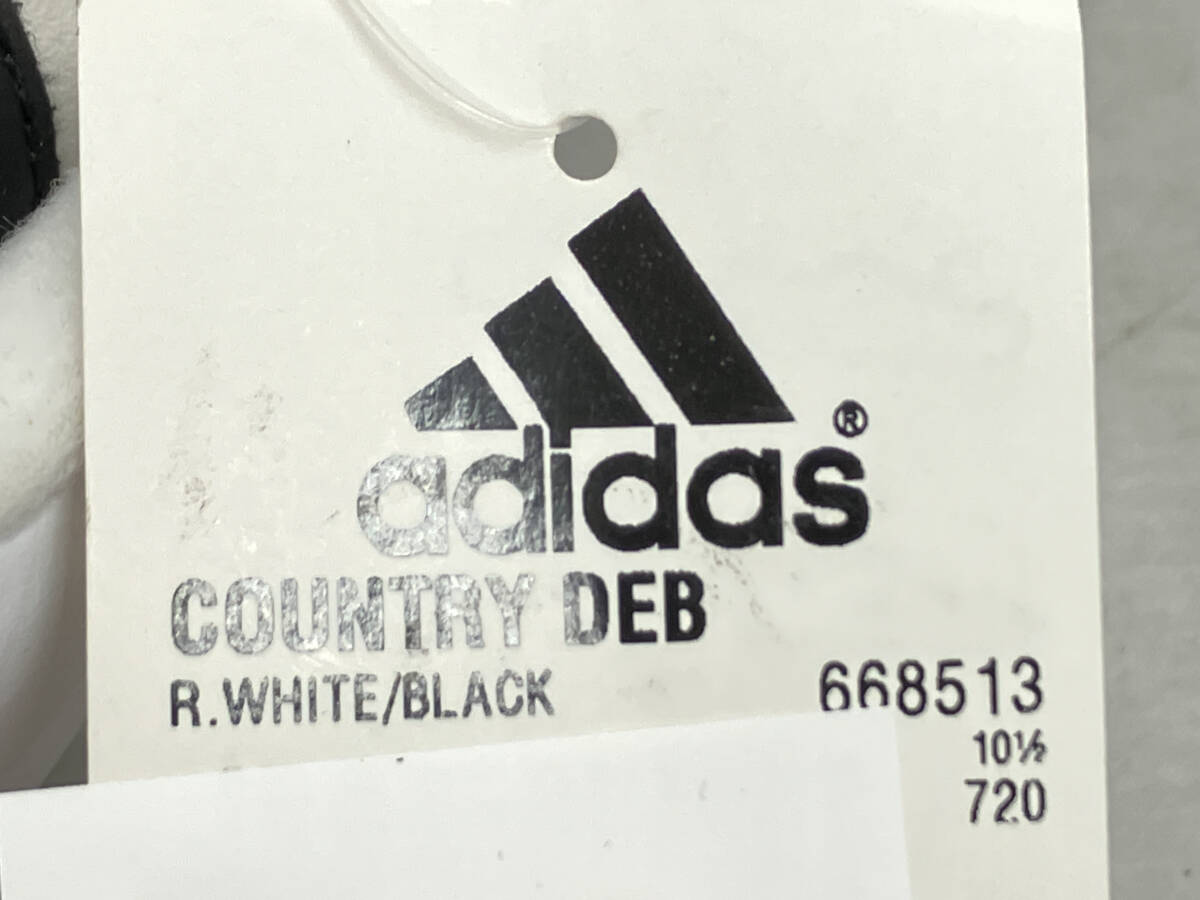 adidas®
COUNTRY DEB
R.WHITE/BLACK 668513
10½
720